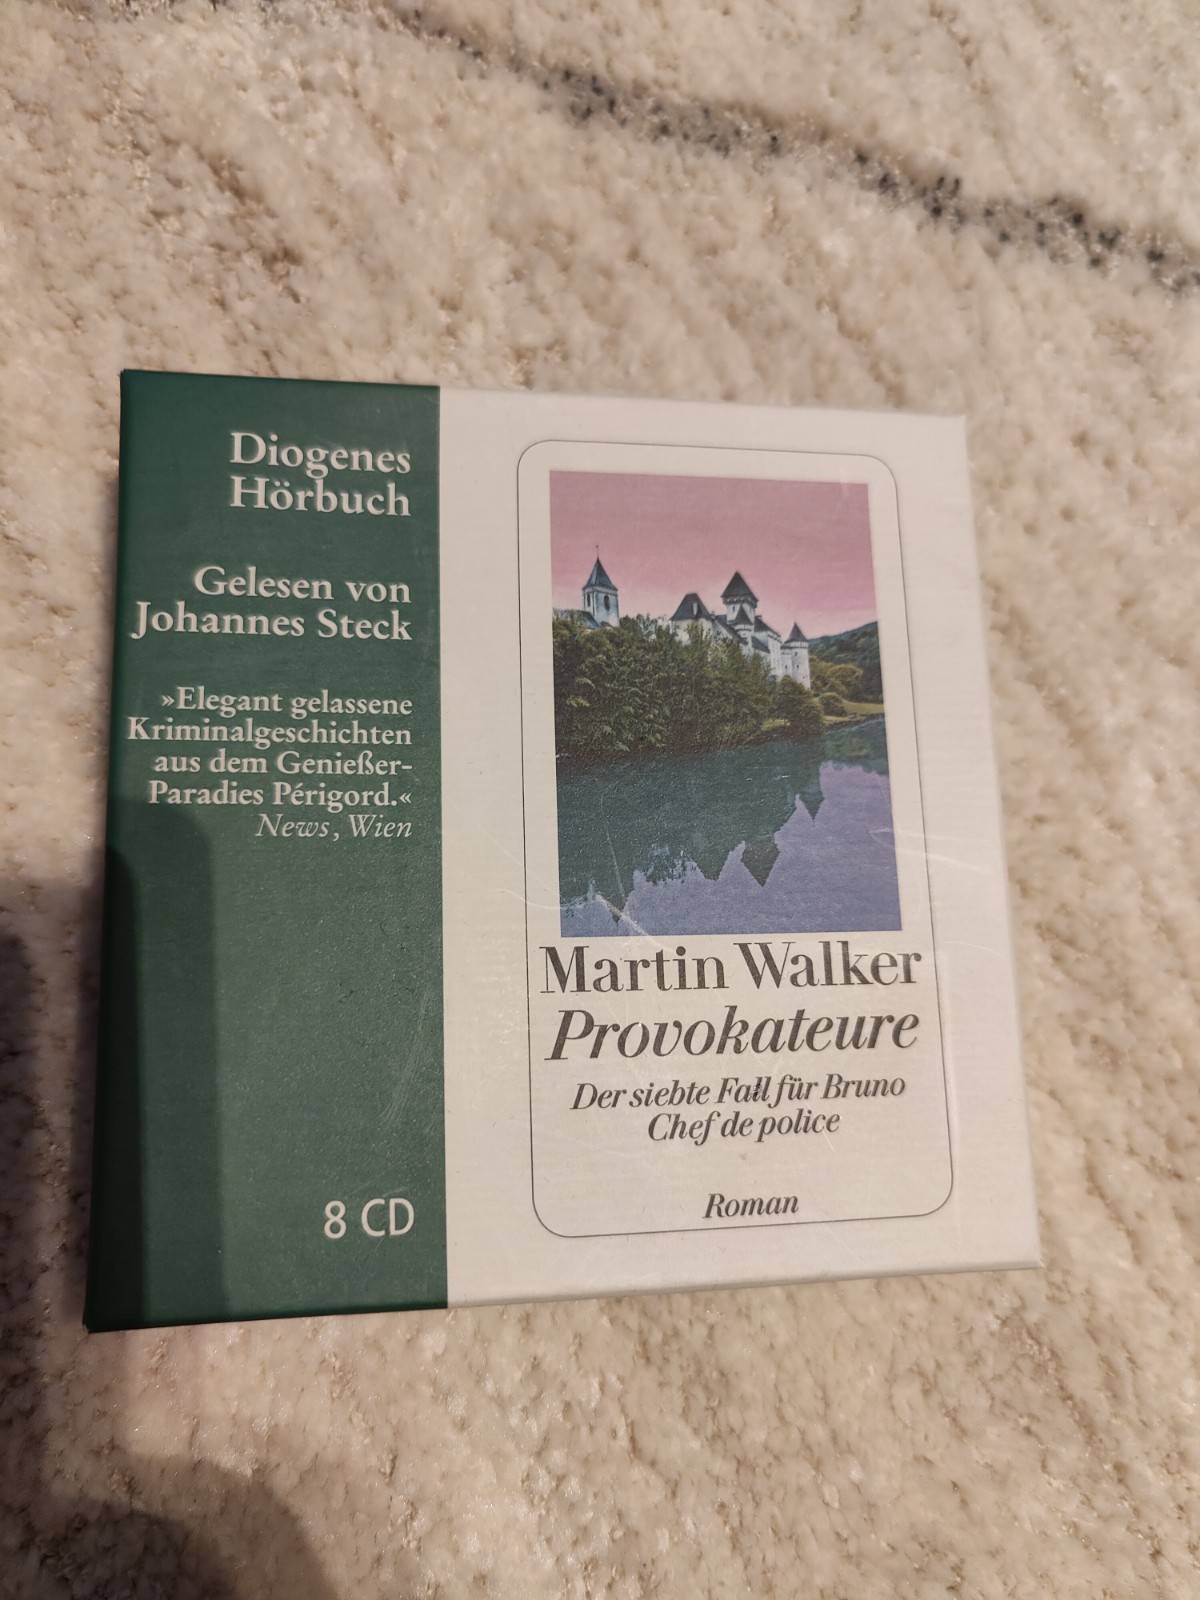 Diogenes
Hörbuch
Gelesen von
Johannes Steck
»Elegant gelassene
Kriminalgeschichten
aus dem Genießer-
Paradies Périgord.«
News, Wien
8 CD
Martin Walker
Provokateure
Der siebte Fall für Bruno
Chef de police
Roman